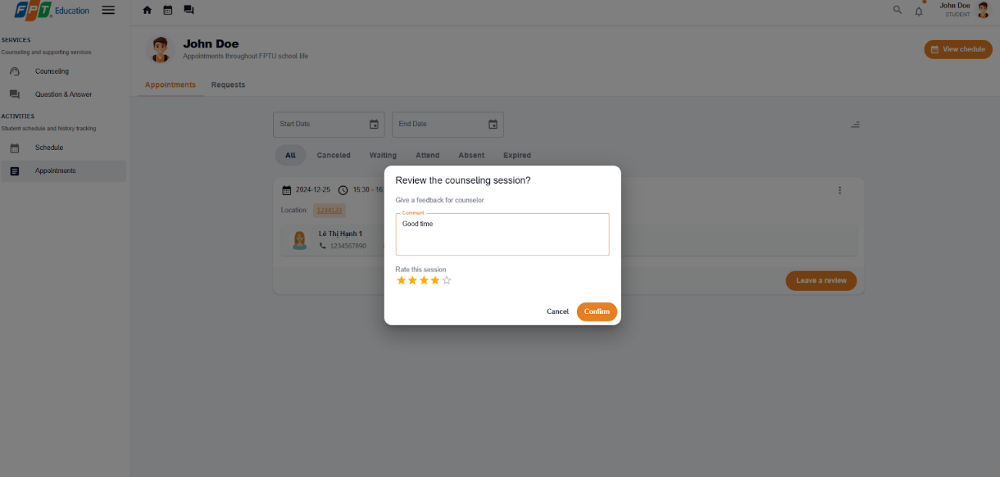 FPT Education
John Doe
STUDENT
SERVICES
Counseling and supporting services
Counseling
Question & Answer
ACTIVITIES
Student schedule and history tracking
Schedule
Appointments
John Doe
Appointments throughout FPTU school life
View chedule
Appointments
Requests
Start Date
End Date
All
Canceled
Waiting
Attend
Absent
Expired
2024-12-25
15:30 - 16
Location:
1234123
Lê Thị Hạnh 1
1234567890
Leave a review
Review the counseling session?
Give a feedback for counselor
Comment
Good time
Rate this session
Cancel
Confirm